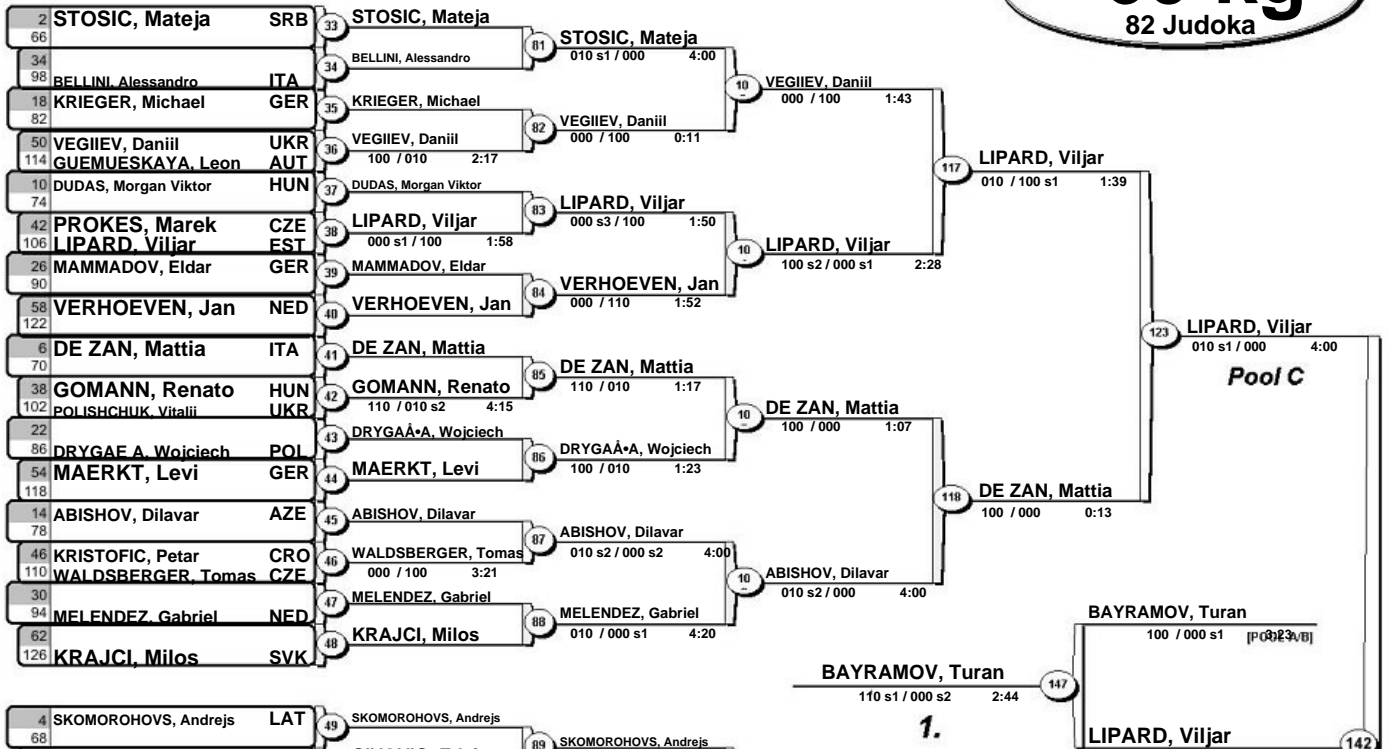 82 Judoka
2 STOSIC, Mateja SRB
66
34
98 BELLINI, Alessandro ITA
18 KRIEGER, Michael GER
82
50 VEGIIEV, Daniil UKR
114 GUEMUESKAYA, Leon AUT
10 DUDAS, Morgan Viktor HUN
74
42 PROKES, Marek CZE
106 LIPARD, Viljar EST
26 MAMMADOV, Eldar GER
90
58 VERHOEVEN, Jan NED
122
6 DE ZAN, Mattia ITA
70
38 GOMANN, Renato HUN
102 POLISHCHUK, Vitalii UKR
22
86 DRYGAE A, Wojciech POL
54 MAERKT, Levi GER
118
14 ABISHOV, Dilavar AZE
78
46 KRISTOFIC, Petar CRO
110 WALDSBERGER, Tomas CZE
30
94 MELENDEZ, Gabriel NED
62
126 KRAJCI, Milos SVK
4 SKOMOROHOVS, Andrejs LAT
68
33 STOSIC, Mateja
34 BELLINI, Alessandro
35 KRIEGER, Michael
36 VEGIIEV, Daniil
100 / 010 2:17
37 DUDAS, Morgan Viktor
38 LIPARD, Viljar
000 s1 / 100 1:58
39 MAMMADOV, Eldar
40 VERHOEVEN, Jan
41 DE ZAN, Mattia
42 GOMANN, Renato
110 / 010 s2 4:15
43 DRYGAÅ•A, Wojciech
44 MAERKT, Levi
45 ABISHOV, Dilavar
46 WALDSBERGER, Tomas
000 / 100 3:21
47 MELENDEZ, Gabriel
48 KRAJCI, Milos
49 SKOMOROHOVS, Andrejs
81 STOSIC, Mateja
010 s1 / 000 4:00
82 VEGIIEV, Daniil
000 / 100 0:11
83 LIPARD, Viljar
000 s3 / 100 1:50
84 VERHOEVEN, Jan
000 / 110 1:52
85 DE ZAN, Mattia
110 / 010 1:17
86 DRYGAÅ•A, Wojciech
100 / 010 1:23
87 ABISHOV, Dilavar
010 s2 / 000 s2 4:00
88 MELENDEZ, Gabriel
010 / 000 s1 4:20
89 SKOMOROHOVS, Andrejs
10 VEGIIEV, Daniil
000 / 100 1:43
10 LIPARD, Viljar
100 s2 / 000 s1 2:28
10 DE ZAN, Mattia
100 / 000 1:07
10 ABISHOV, Dilavar
010 s2 / 000 4:00
117 LIPARD, Viljar
010 / 100 s1 1:39
118 DE ZAN, Mattia
100 / 000 0:13
123 LIPARD, Viljar
010 s1 / 000 4:00
Pool C
BAYRAMOV, Turan
100 / 000 s1 3:23 [POOL A/B]
BAYRAMOV, Turan 147
110 s1 / 000 s2 2:44
1.
LIPARD, Viljar 142